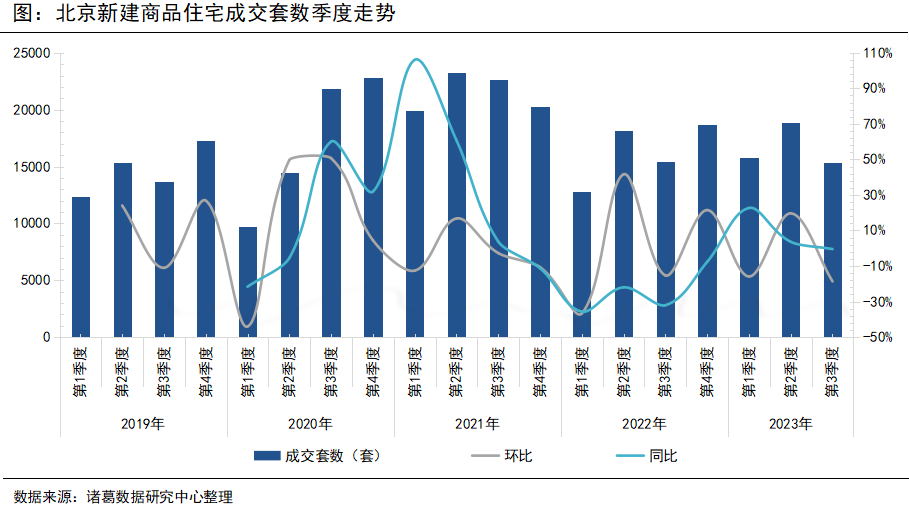 图：北京新建商品住宅成交套数季度走势
25000
20000
15000
10000
5000
0
110%
90%
70%
50%
30%
10%
-10%
-30%
-50%
第1季度
第2季度
第3季度
第4季度
第1季度
第2季度
第3季度
第4季度
第1季度
第2季度
第3季度
第4季度
第1季度
第2季度
第3季度
第4季度
第1季度
第2季度
第3季度
2019年
2020年
2021年
2022年
2023年
成交套数（套）
环比
同比
数据来源：诸葛数据研究中心整理